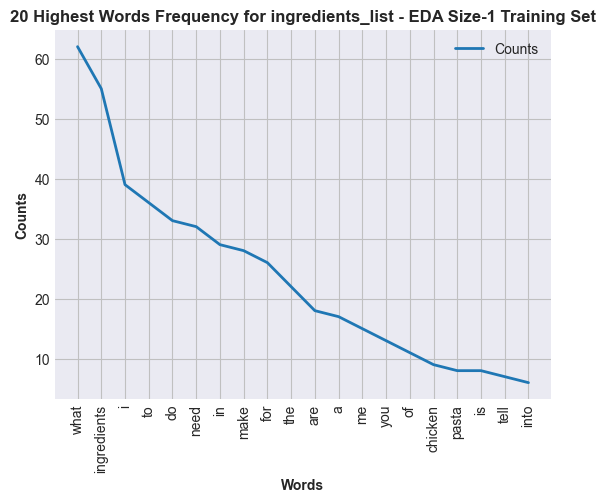 20 Highest Words Frequency for ingredients_list - EDA Size-1 Training Set
Counts
60
50
40
30
20
10
Counts
what
ingredients
i
to
do
need
in
make
for
the
are
a
me
you
of
chicken
pasta
is
tell
into
Words